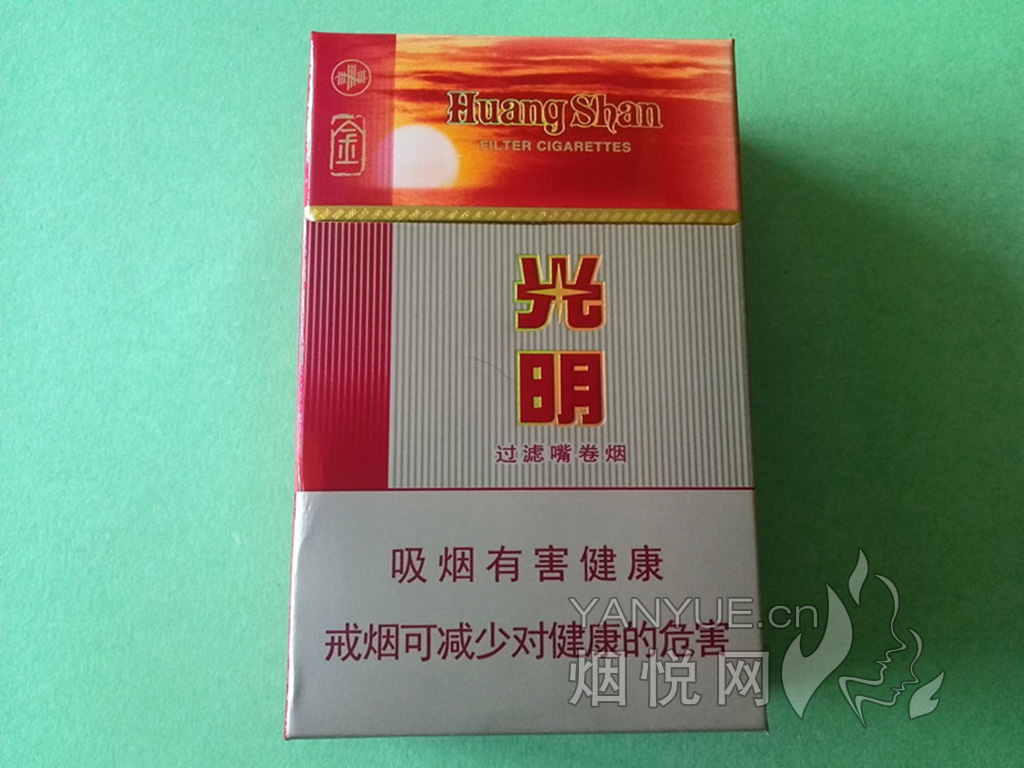 金
Huang Shan
FILTER CIGARETTES
光
明
过滤嘴卷烟
吸烟有害健康
戒烟可减少对健康的危害
YANYUE.cn
烟悦网